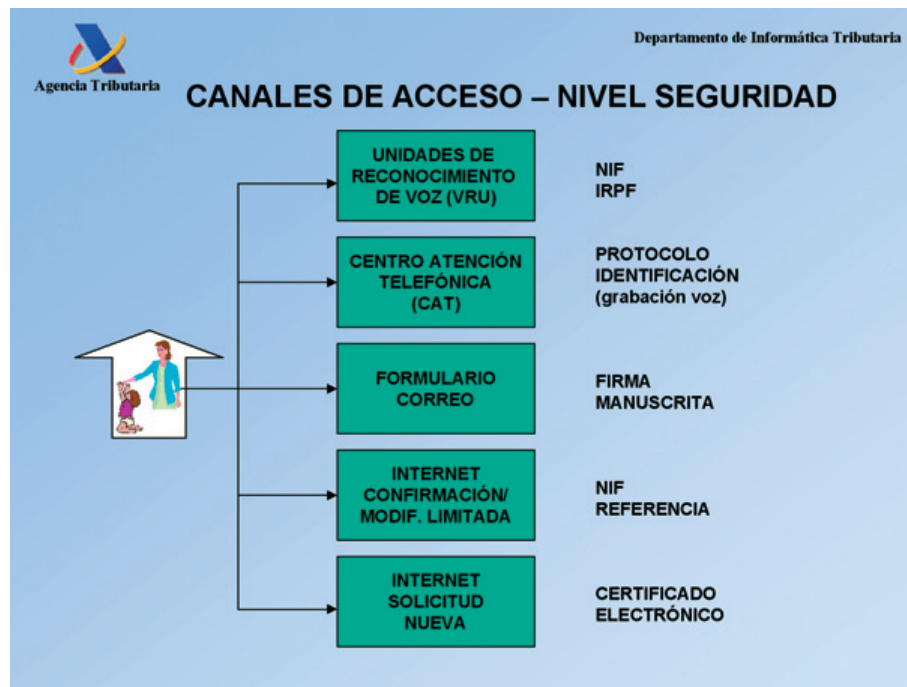 Departamento de Informática Tributaria
Agencia Tributaria
CANALES DE ACCESO – NIVEL SEGURIDAD
UNIDADES DE
RECONOCIMIENTO
DE VOZ (VRU)
NIF
IRPF
CENTRO ATENCIÓN
TELEFÓNICA
(CAT)
PROTOCOLO
IDENTIFICACIÓN
(grabación voz)
FORMULARIO
CORREO
FIRMA
MANUSCRITA
INTERNET
CONFIRMACIÓN/
MODIF. LIMITADA
NIF
REFERENCIA
INTERNET
SOLICITUD
NUEVA
CERTIFICADO
ELECTRÓNICO